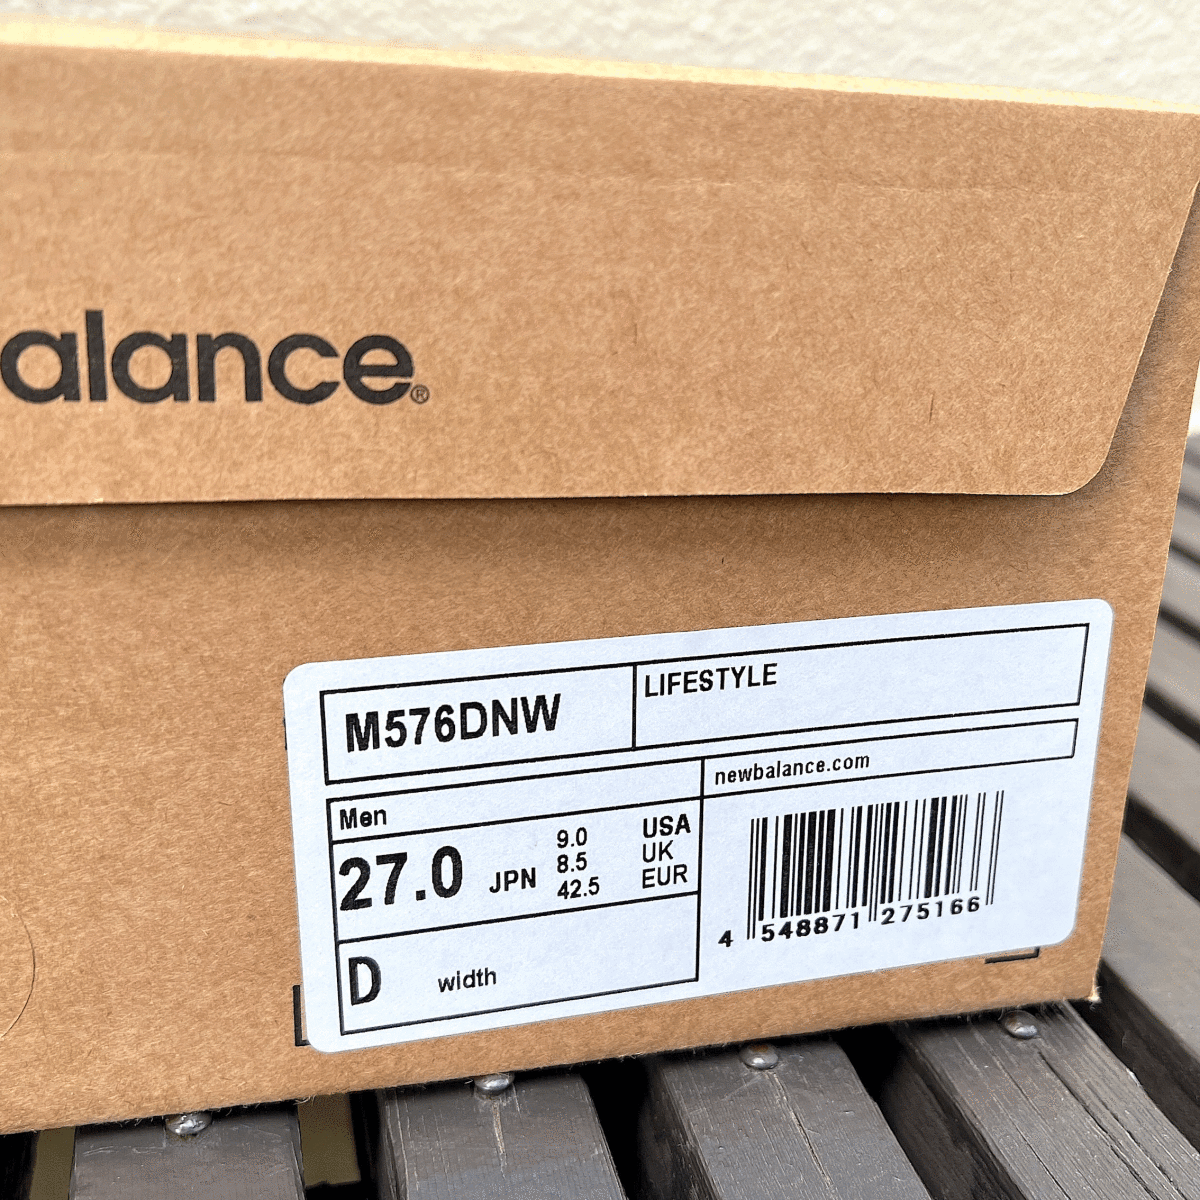 alance®
M576DNW
LIFESTYLE
newbalance.com
Men
27.0 JPN
9.0 USA
8.5 UK
42.5 EUR
D width
4 548871 275166